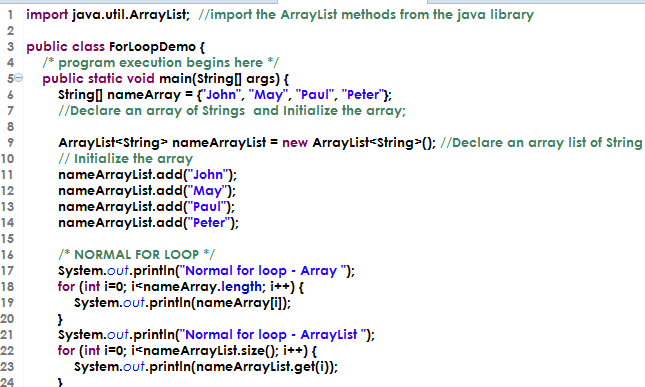 1 import java.util.ArrayList; //import the ArrayList methods from the java library
2
3 public class ForLoopDemo {
4 /* program execution begins here */
5 public static void main(String[] args) {
6 String[] nameArray = {"John", "May", "Paul", "Peter"};
7 //Declare an array of Strings and Initialize the array;
8
9 ArrayList<String> nameArrayList = new ArrayList<String>(); //Declare an array list of String
10 // Initialize the array
11 nameArrayList.add("John");
12 nameArrayList.add("May");
13 nameArrayList.add("Paul");
14 nameArrayList.add("Peter");
15
16 /* NORMAL FOR LOOP */
17 System.out.println("Normal for loop - Array ");
18 for (int i=0; i<nameArray.length; i++) {
19 System.out.println(nameArray[i]);
20 }
21 System.out.println("Normal for loop - ArrayList ");
22 for (int i=0; i<nameArrayList.size(); i++) {
23 System.out.println(nameArrayList.get(i));
24 }